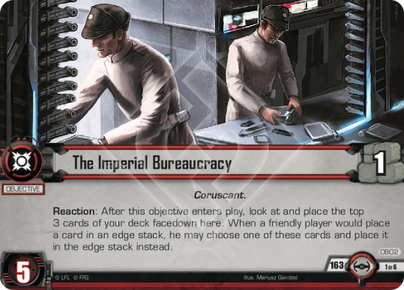 The Imperial Bureaucracy
1
OBJECTIVE
Coruscant.
Reaction: After this objective enters play, look at and place the top
3 cards of your deck facedown here. When a friendly player would place
a card in an edge stack, he may choose one of these cards and place it
in the edge stack instead.
0802
163
1 of 6
5
© LFL © FFG
Illus. Mariusz Gandzel